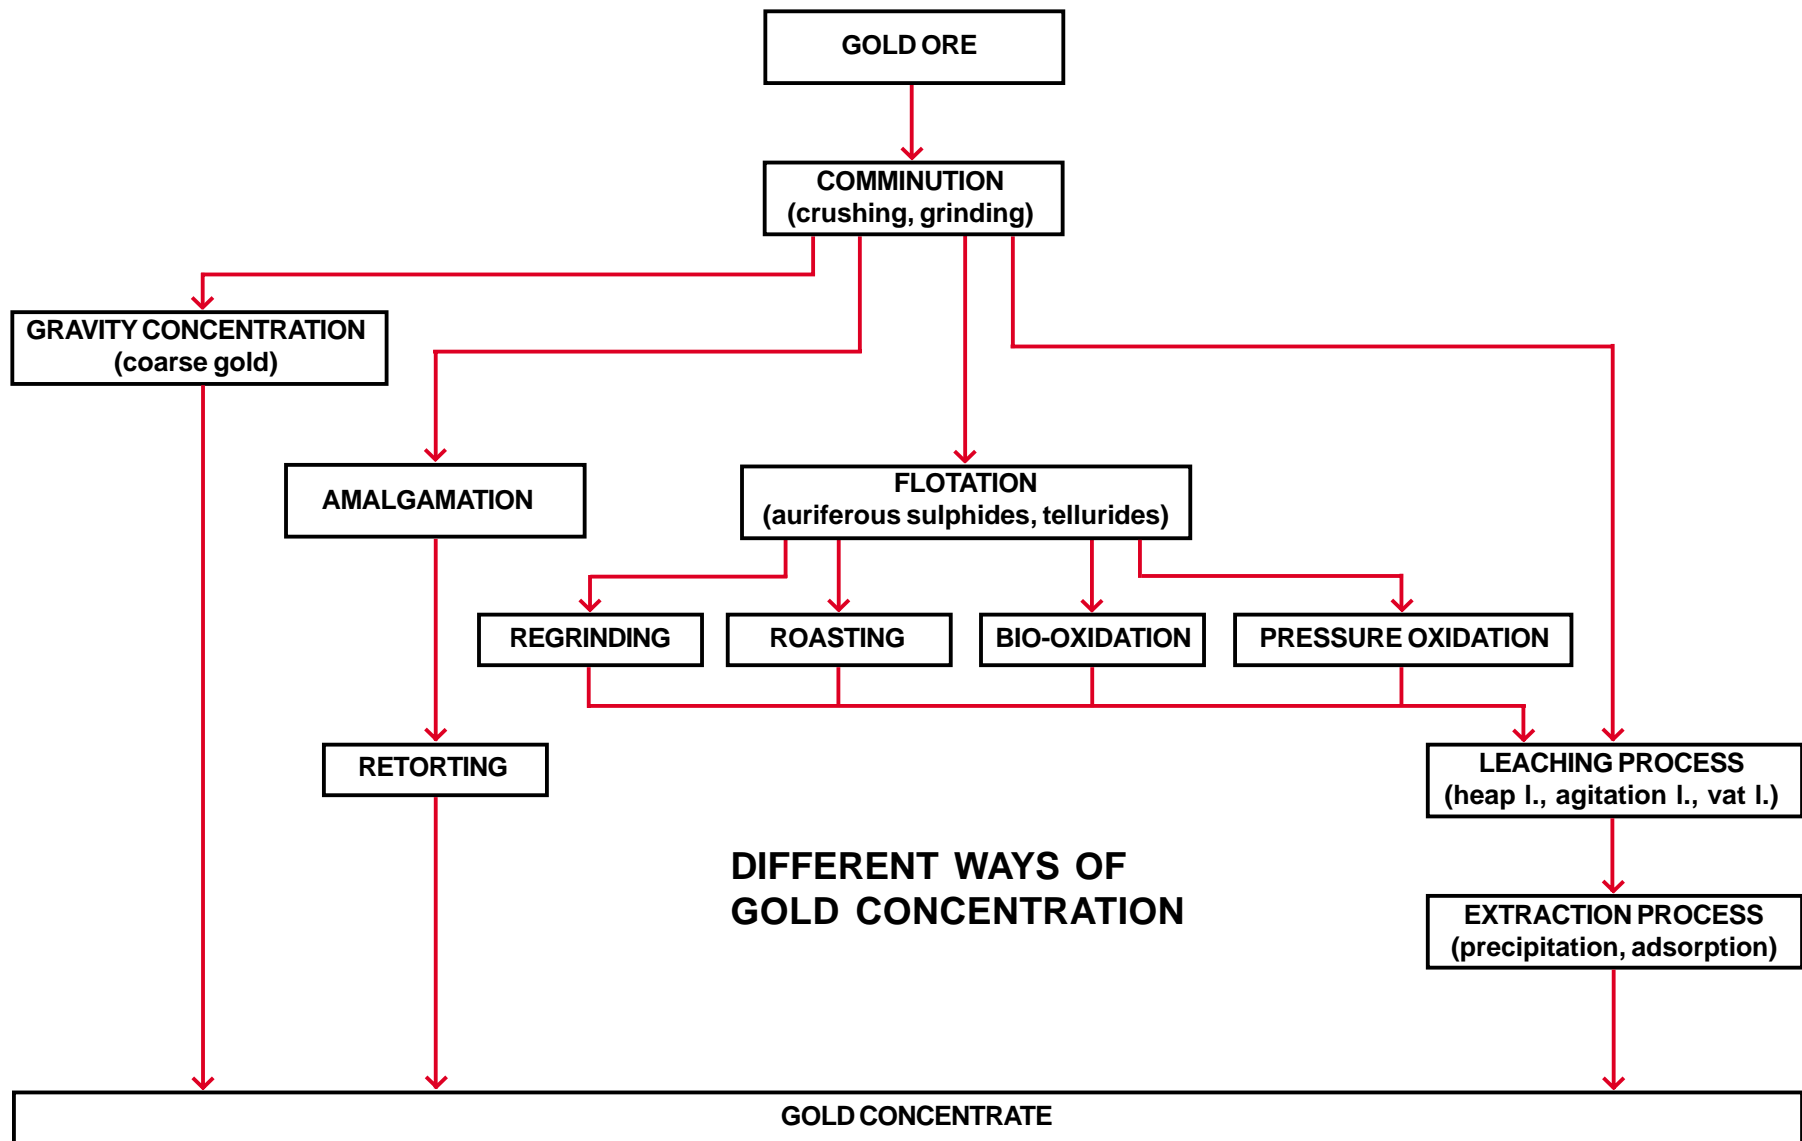 GOLD ORE
COMMINUTION
(crushing, grinding)
GRAVITY CONCENTRATION
(coarse gold)
AMALGAMATION
FLOTATION
(auriferous sulphides, tellurides)
REGRINDING
ROASTING
BIO-OXIDATION
PRESSURE OXIDATION
RETORTING
LEACHING PROCESS
(heap l., agitation l., vat l.)
DIFFERENT WAYS OF
GOLD CONCENTRATION
EXTRACTION PROCESS
(precipitation, adsorption)
GOLD CONCENTRATE